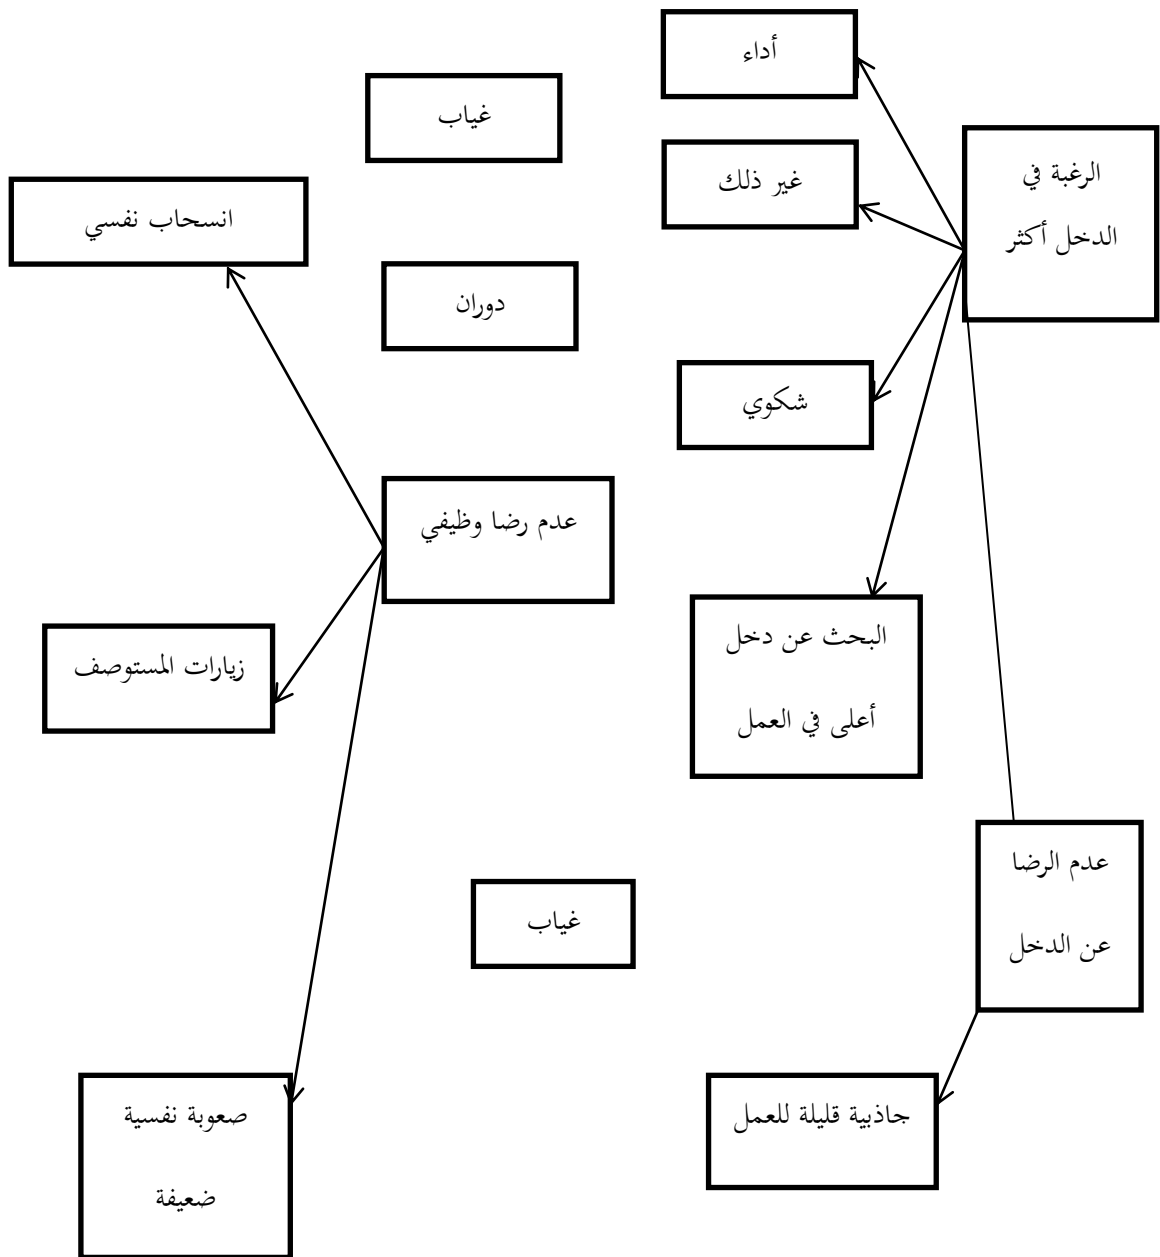 أداء
غياب
الرغبة في
الدخل أكثر
غير ذلك
انسحاب نفسي
دوران
شكوي
عدم رضا وظيفي
البحث عن دخل
أعلى في العمل
زيارات المستوصف
عدم الرضا
عن الدخل
غياب
جاذبية قليلة للعمل
صعوبة نفسية
ضعيفة